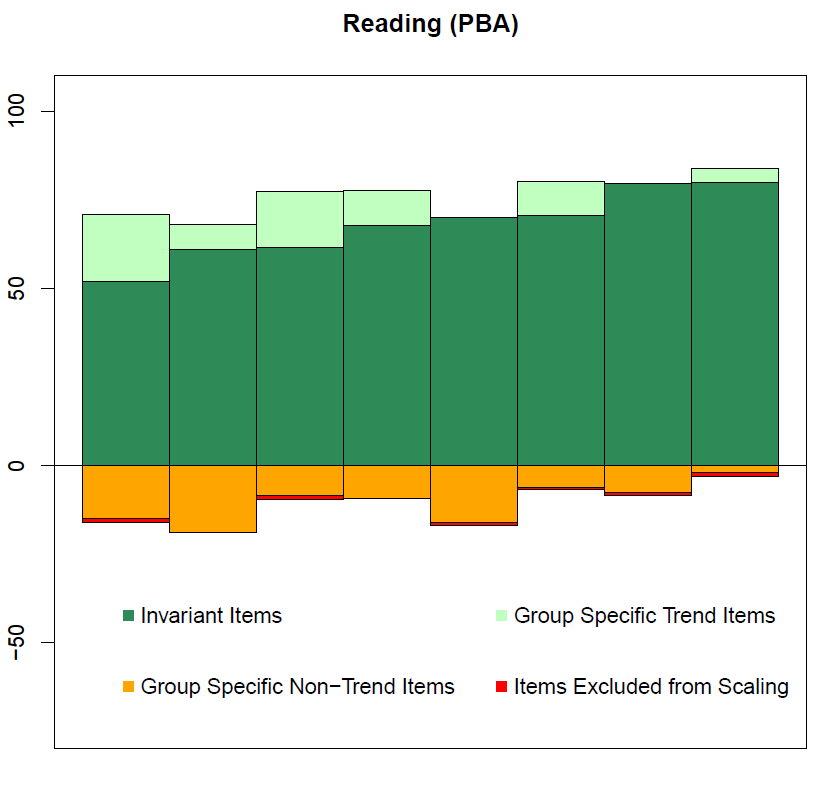 Reading (PBA)
100
50
0
−50
Invariant Items
Group Specific Trend Items
Group Specific Non−Trend Items
Items Excluded from Scaling